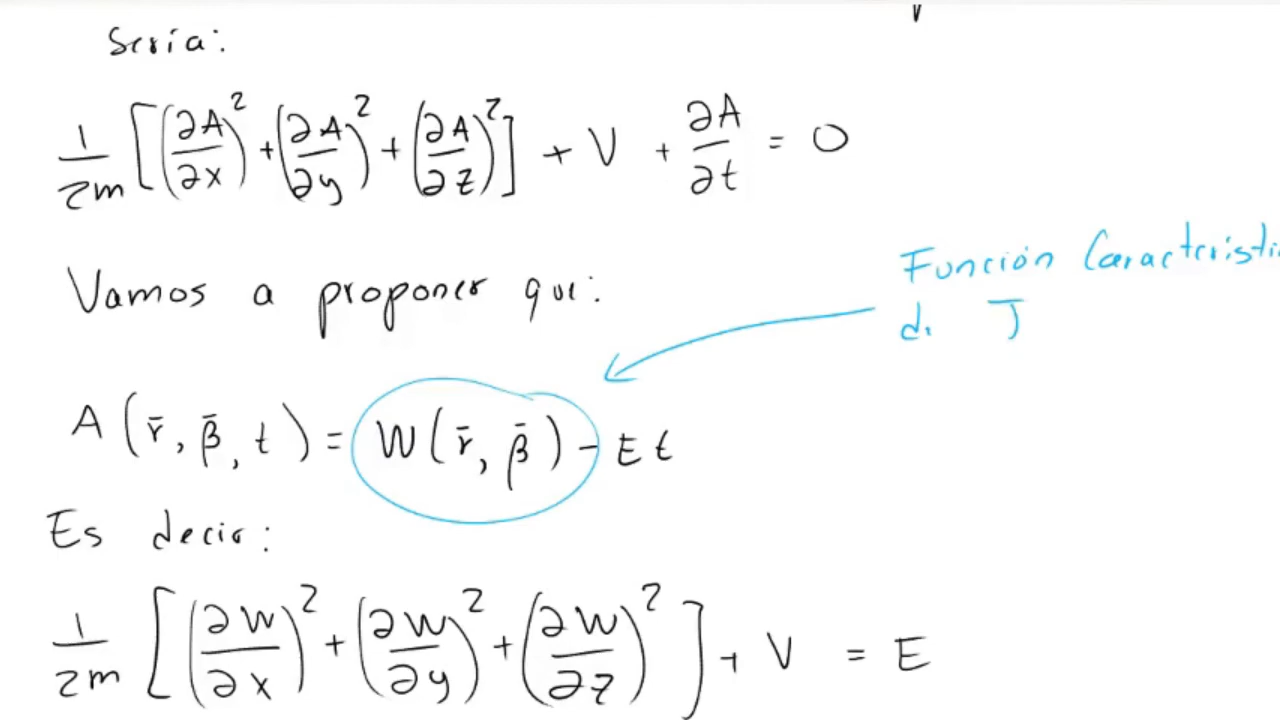 Sería:
1/2m [(∂A/∂x)² + (∂A/∂y)² + (∂A/∂z)²] + V + ∂A/∂t = 0
Función Característi
de J
Vamos a proponer que:
A (r̄, β̄, t) = W(r̄, β̄) - Et
Es decir:
1/2m [(∂W/∂x)² + (∂W/∂y)² + (∂W/∂z)²] + V = E